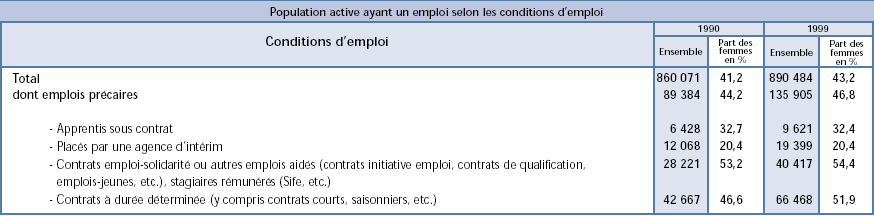 Population active ayant un emploi selon les conditions d'emploi
Conditions d'emploi
1990 1999
Ensemble Part des femmes en % Ensemble Part des femmes en %
Total 860 071 41,2 890 484 43,2
dont emplois précaires 89 384 44,2 135 905 46,8
- Apprentis sous contrat 6 428 32,7 9 621 32,4
- Placés par une agence d'intérim 12 068 20,4 19 399 20,4
- Contrats emploi-solidarité ou autres emplois aidés (contrats initiative emploi, contrats de qualification, 28 221 53,2 40 417 54,4
emplois-jeunes, etc.), stagiaires rémunérés (Sife, etc.)
- Contrats à durée déterminée (y compris contrats courts, saisonniers, etc.) 42 667 46,6 66 468 51,9